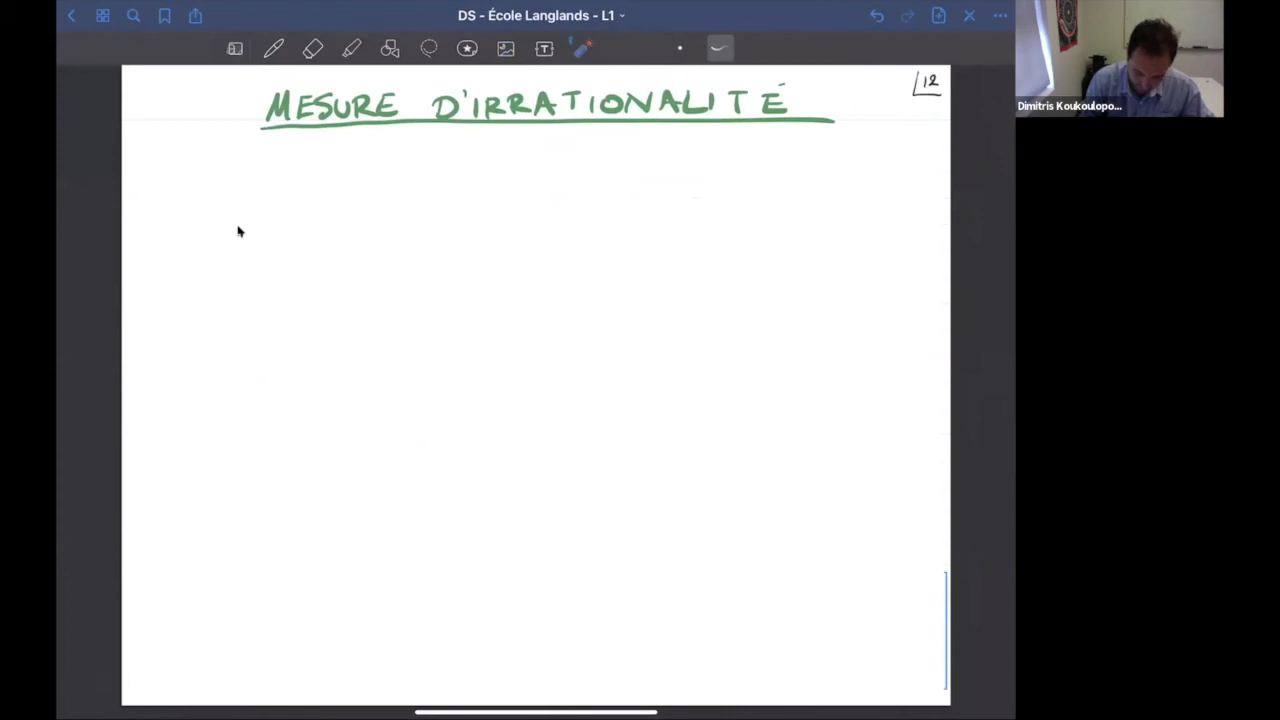 DS - École Langlands - L1
MESURE D'IRRATIONALITÉ
12
Dimitris Koukoulopo...